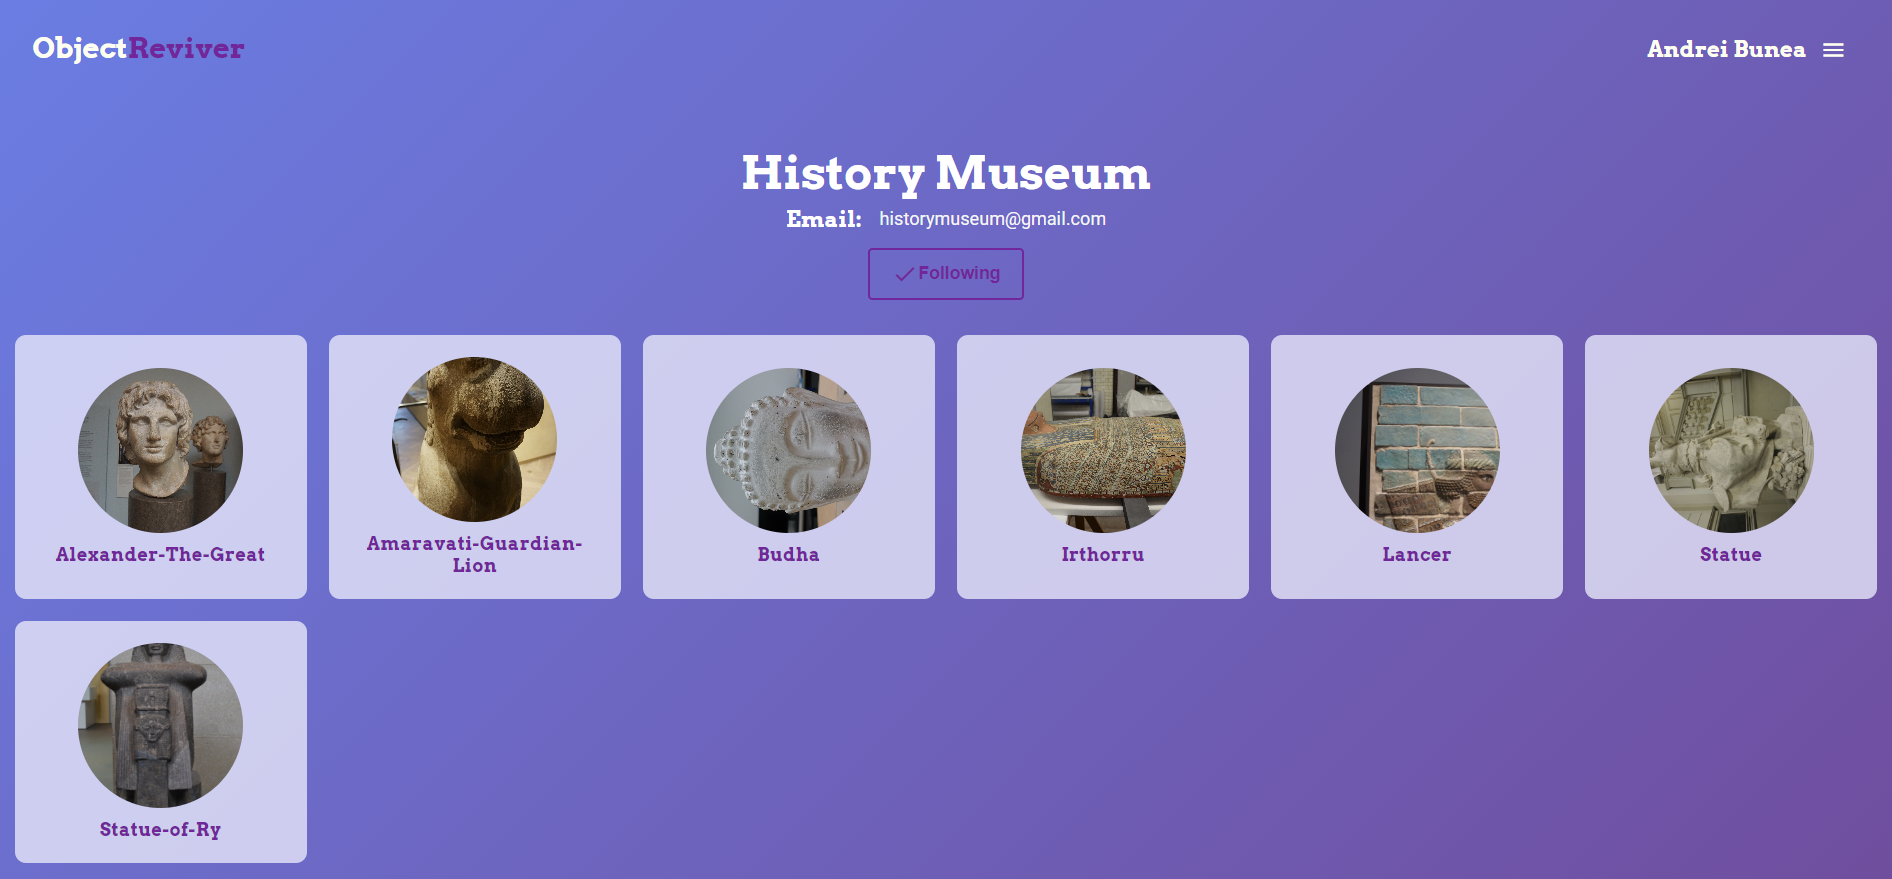 ObjectReviver
Andrei Bunea
History Museum
Email: historymuseum@gmail.com
Following
Alexander-The-Great
Amaravati-Guardian-
Lion
Budha
Irthorru
Lancer
Statue
Statue-of-Ry